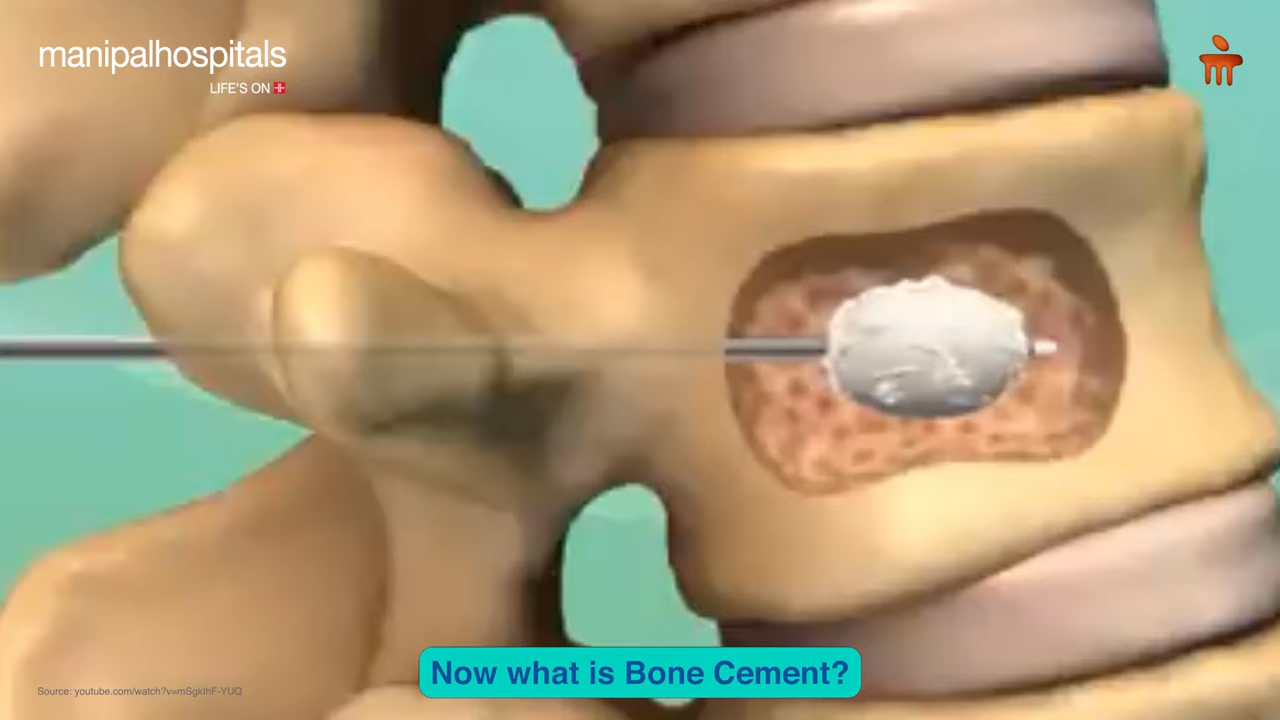 manipalhospitals
LIFE'S ON
Now what is Bone Cement?
Source: youtube.com/watch?v=mSgkIhF-YUQ